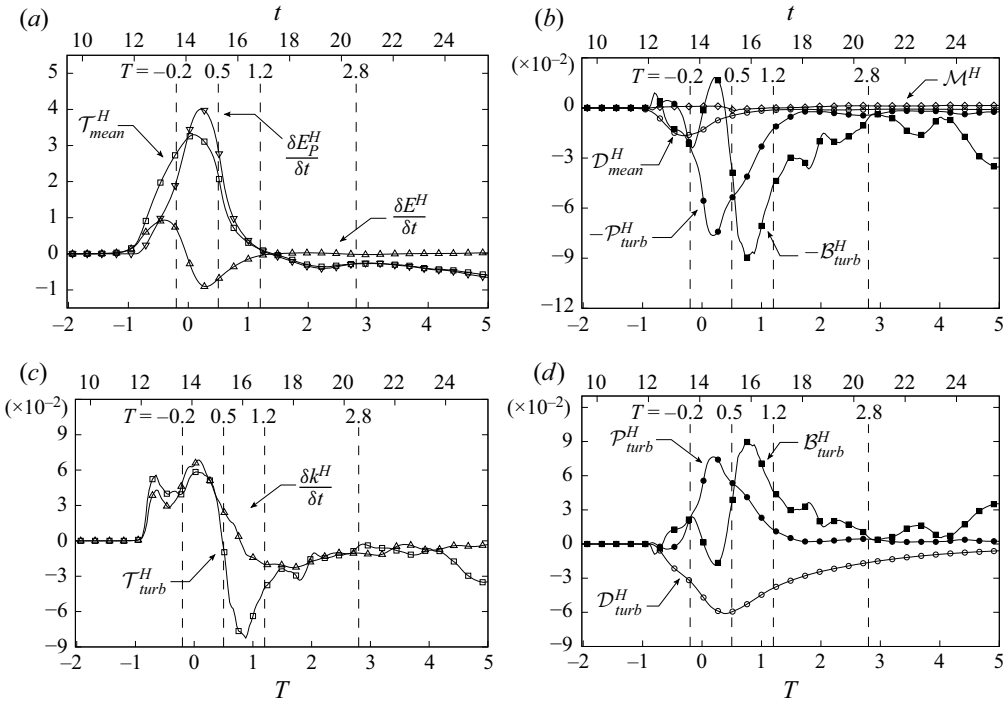 (a)
t
10 12 14 16 18 20 22 24
T = –0.2 0.5 1.2 2.8
5
4
3
2
1
0
–1
𝒯^H_mean
δE^H_P/δt
δE^H/δt
–2 –1 0 1 2 3 4 5
(b)
t
10 12 14 16 18 20 22 24
(×10^–2)
T = –0.2 0.5 1.2 2.8
ℳ^H
0
–3
–6
–9
–12
𝒟^H_mean
–𝒫^H_turb
–ℬ^H_turb
–2 –1 0 1 2 3 4 5
(c)
10 12 14 16 18 20 22 24
(×10^–2)
T = –0.2 0.5 1.2 2.8
9
6
3
0
–3
–6
–9
δk^H/δt
𝒯^H_turb
–2 –1 0 1 2 3 4 5
T
(d)
10 12 14 16 18 20 22 24
(×10^–2)
T = –0.2 0.5 1.2 2.8
𝒫^H_turb
ℬ^H_turb
9
6
3
0
–3
–6
–9
𝒟^H_turb
–2 –1 0 1 2 3 4 5
T